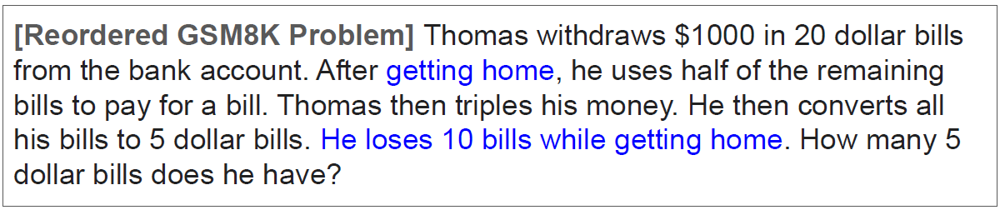 [Reordered GSM8K Problem] Thomas withdraws $1000 in 20 dollar bills
from the bank account. After getting home, he uses half of the remaining
bills to pay for a bill. Thomas then triples his money. He then converts all
his bills to 5 dollar bills. He loses 10 bills while getting home. How many 5
dollar bills does he have?